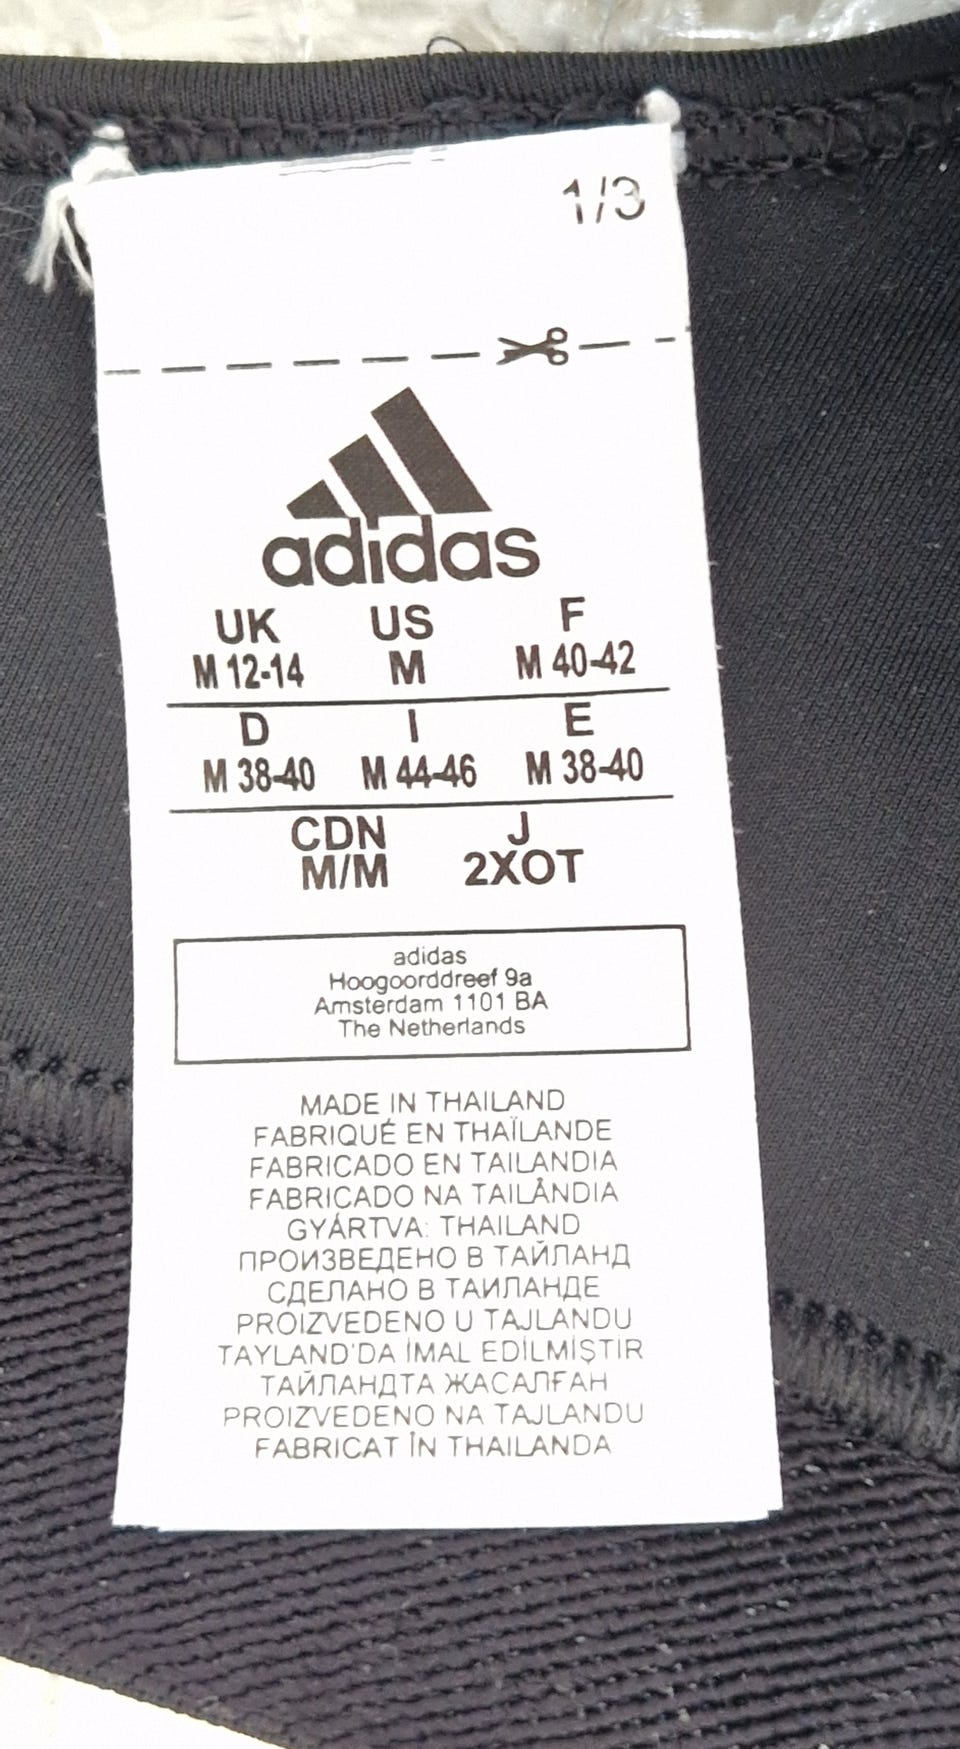 1/3
adidas
UK US F
M 12-14 M M 40-42
D I E
M 38-40 M 44-46 M 38-40
CDN J
M/M 2XOT
adidas
Hoogoorddreef 9a
Amsterdam 1101 BA
The Netherlands
MADE IN THAILAND
FABRIQUÉ EN THAÏLANDE
FABRICADO EN TAILANDIA
FABRICADO NA TAILÂNDIA
GYÁRTVA: THAILAND
ПРОИЗВЕДЕНО В ТАЙЛАНД
СДЕЛАНО В ТАИЛАНДЕ
PROIZVEDENO U TAJLANDU
TAYLAND'DA İMAL EDİLMİŞTİR
ТАЙЛАНДТА ЖАСАЛҒАН
PROIZVEDENO NA TAJLANDU
FABRICAT ÎN THAILANDA